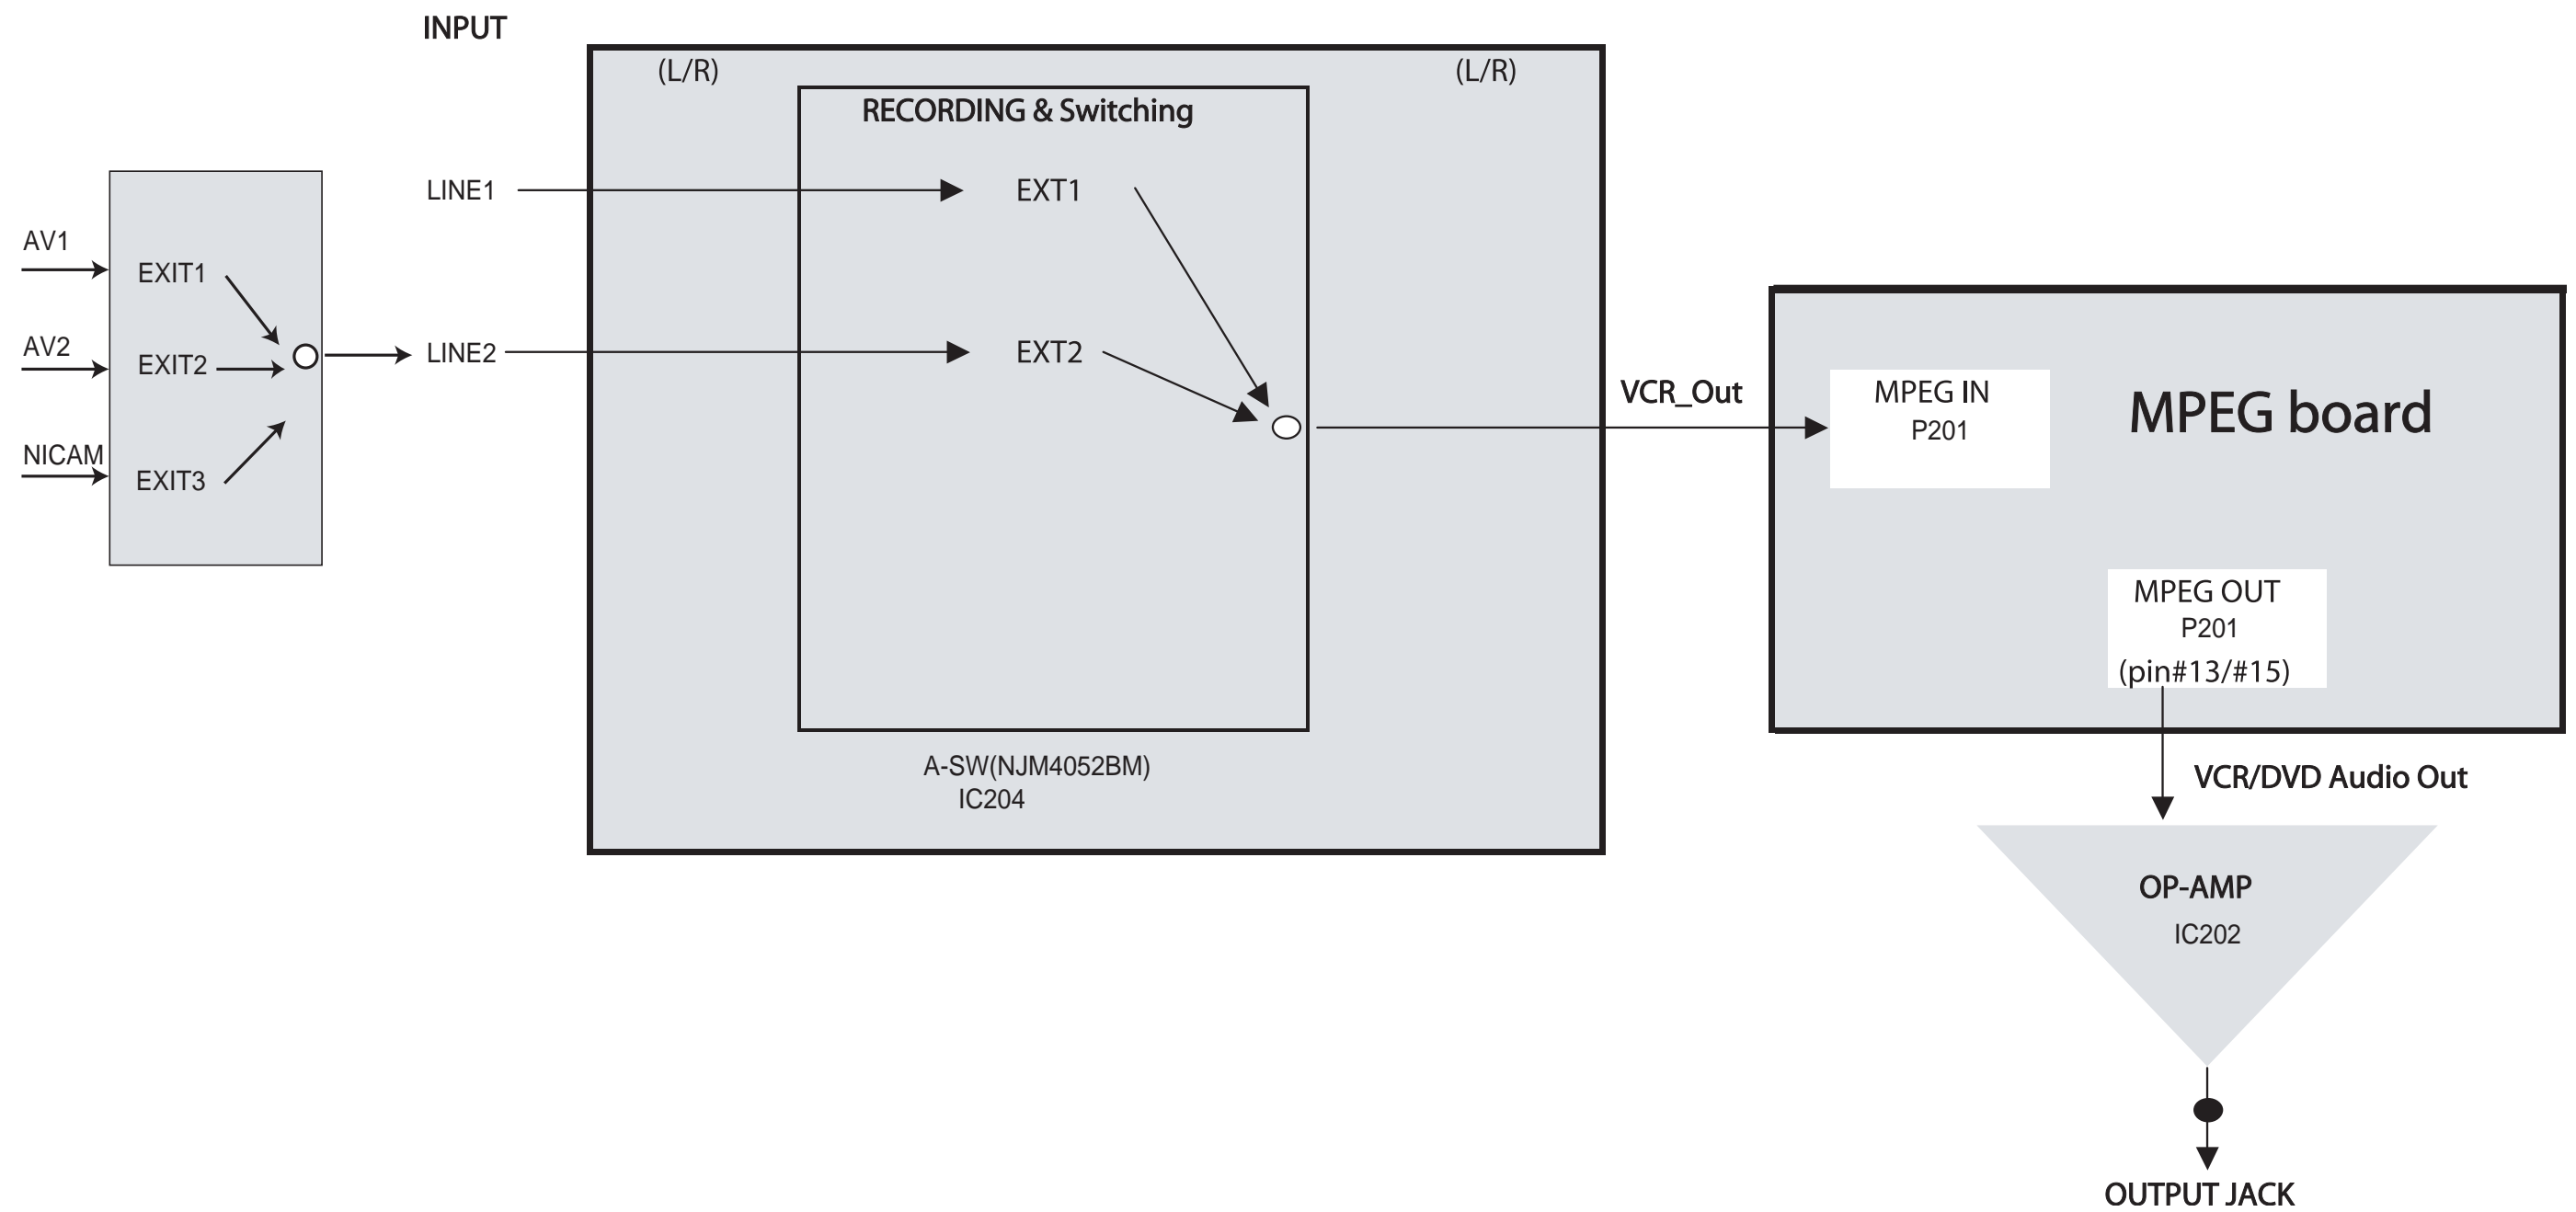 INPUT
(L/R)
(L/R)
RECORDING & Switching
LINE1
EXT1
AV1
EXIT1
AV2
EXIT2
LINE2
EXT2
NICAM
EXIT3
VCR_Out
MPEG IN
P201
MPEG board
MPEG OUT
P201
(pin#13/#15)
A-SW(NJM4052BM)
IC204
VCR/DVD Audio Out
OP-AMP
IC202
OUTPUT JACK